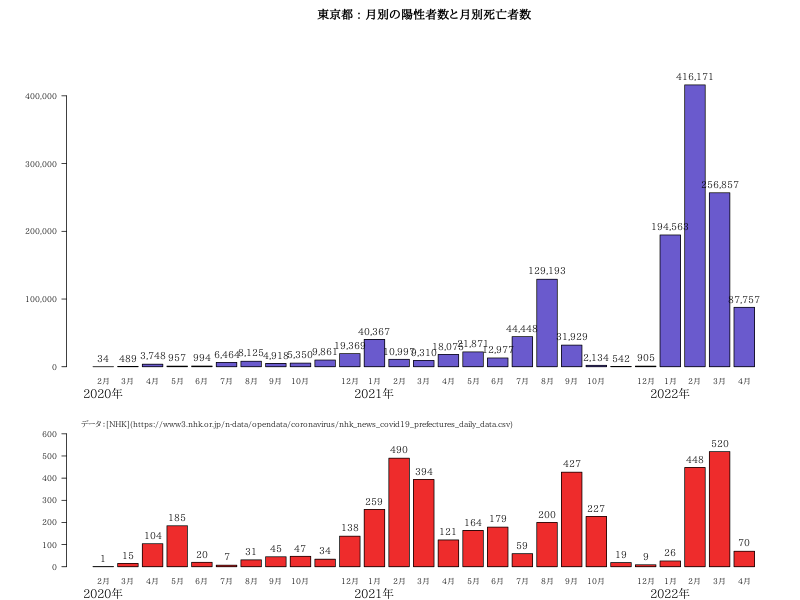 東京都：月別の陽性者数と月別死亡者数
416,171
400,000
300,000
256,857
200,000
194,563
129,193
100,000
87,757
44,448
40,367
31,929
34 489 3,748 957 994 6,464 8,125 4,918 5,350 9,861 19,369 10,997 9,310 18,075 21,871 12,977 2,134 542 905
0
2月 3月 4月 5月 6月 7月 8月 9月 10月 12月 1月 2月 3月 4月 5月 6月 7月 8月 9月 10月 12月 1月 2月 3月 4月
2020年 2021年 2022年
データ：[NHK](https://www3.nhk.or.jp/n-data/opendata/coronavirus/nhk_news_covid19_prefectures_daily_data.csv)
600
500
400
300
200
100
0
1 15 104 185 20 7 31 45 47 34 138 259 490 394 121 164 179 59 200 427 227 19 9 26 448 520 70
2月 3月 4月 5月 6月 7月 8月 9月 10月 12月 1月 2月 3月 4月 5月 6月 7月 8月 9月 10月 12月 1月 2月 3月 4月
2020年 2021年 2022年